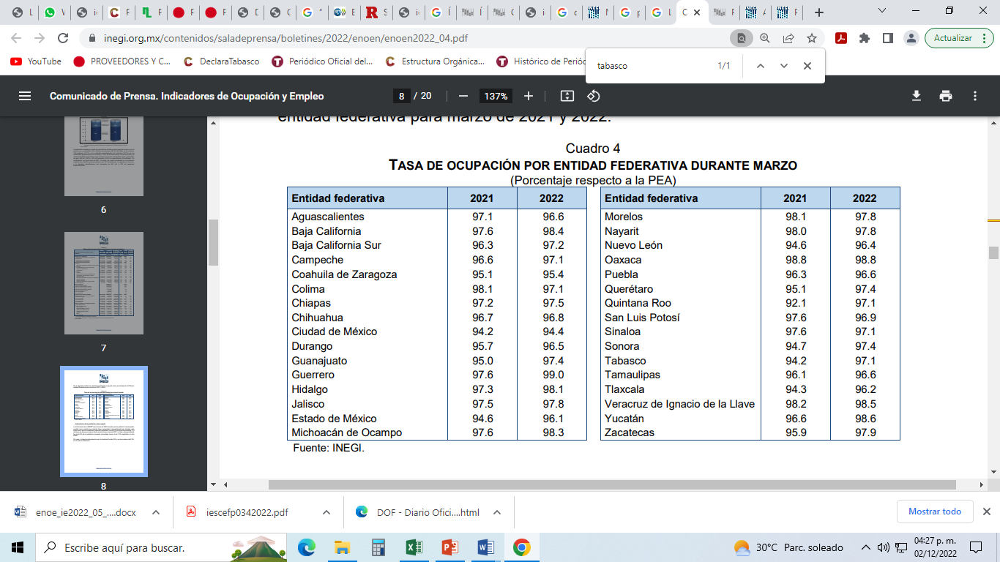 inegi.org.mx/contenidos/saladeprensa/boletines/2022/enoen/enoen2022_04.pdf
Actualizar
YouTube
PROVEEDORES Y C...
DeclaraTabasco
Periódico Oficial del...
Estructura Orgánica...
Histórico de Perió
tabasco
1/1
Comunicado de Prensa. Indicadores de Ocupación y Empleo
8 / 20
137%
entidad federativa para marzo de 2021 y 2022.
Cuadro 4
TASA DE OCUPACIÓN POR ENTIDAD FEDERATIVA DURANTE MARZO
(Porcentaje respecto a la PEA)
Entidad federativa 2021 2022 Entidad federativa 2021 2022
Aguascalientes 97.1 96.6 Morelos 98.1 97.8
Baja California 97.6 98.4 Nayarit 98.0 97.8
Baja California Sur 96.3 97.2 Nuevo León 94.6 96.4
Campeche 96.6 97.1 Oaxaca 98.8 98.8
Coahuila de Zaragoza 95.1 95.4 Puebla 96.3 96.6
Colima 98.1 97.1 Querétaro 95.1 97.4
Chiapas 97.2 97.5 Quintana Roo 92.1 97.1
Chihuahua 96.7 96.8 San Luis Potosí 97.6 96.9
Ciudad de México 94.2 94.4 Sinaloa 97.6 97.1
Durango 95.7 96.5 Sonora 94.7 97.4
Guanajuato 95.0 97.4 Tabasco 94.2 97.1
Guerrero 97.6 99.0 Tamaulipas 96.1 96.6
Hidalgo 97.3 98.1 Tlaxcala 94.3 96.2
Jalisco 97.5 97.8 Veracruz de Ignacio de la Llave 98.2 98.5
Estado de México 94.6 96.1 Yucatán 96.6 98.6
Michoacán de Ocampo 97.6 98.3 Zacatecas 95.9 97.9
Fuente: INEGI.
6
INEGI
7
INEGI
8
enoe_ie2022_05_....docx
iescefp0342022.pdf
DOF - Diario Ofici....html
Mostrar todo
Escribe aquí para buscar.
30°C Parc. soleado
04:27 p. m.
02/12/2022